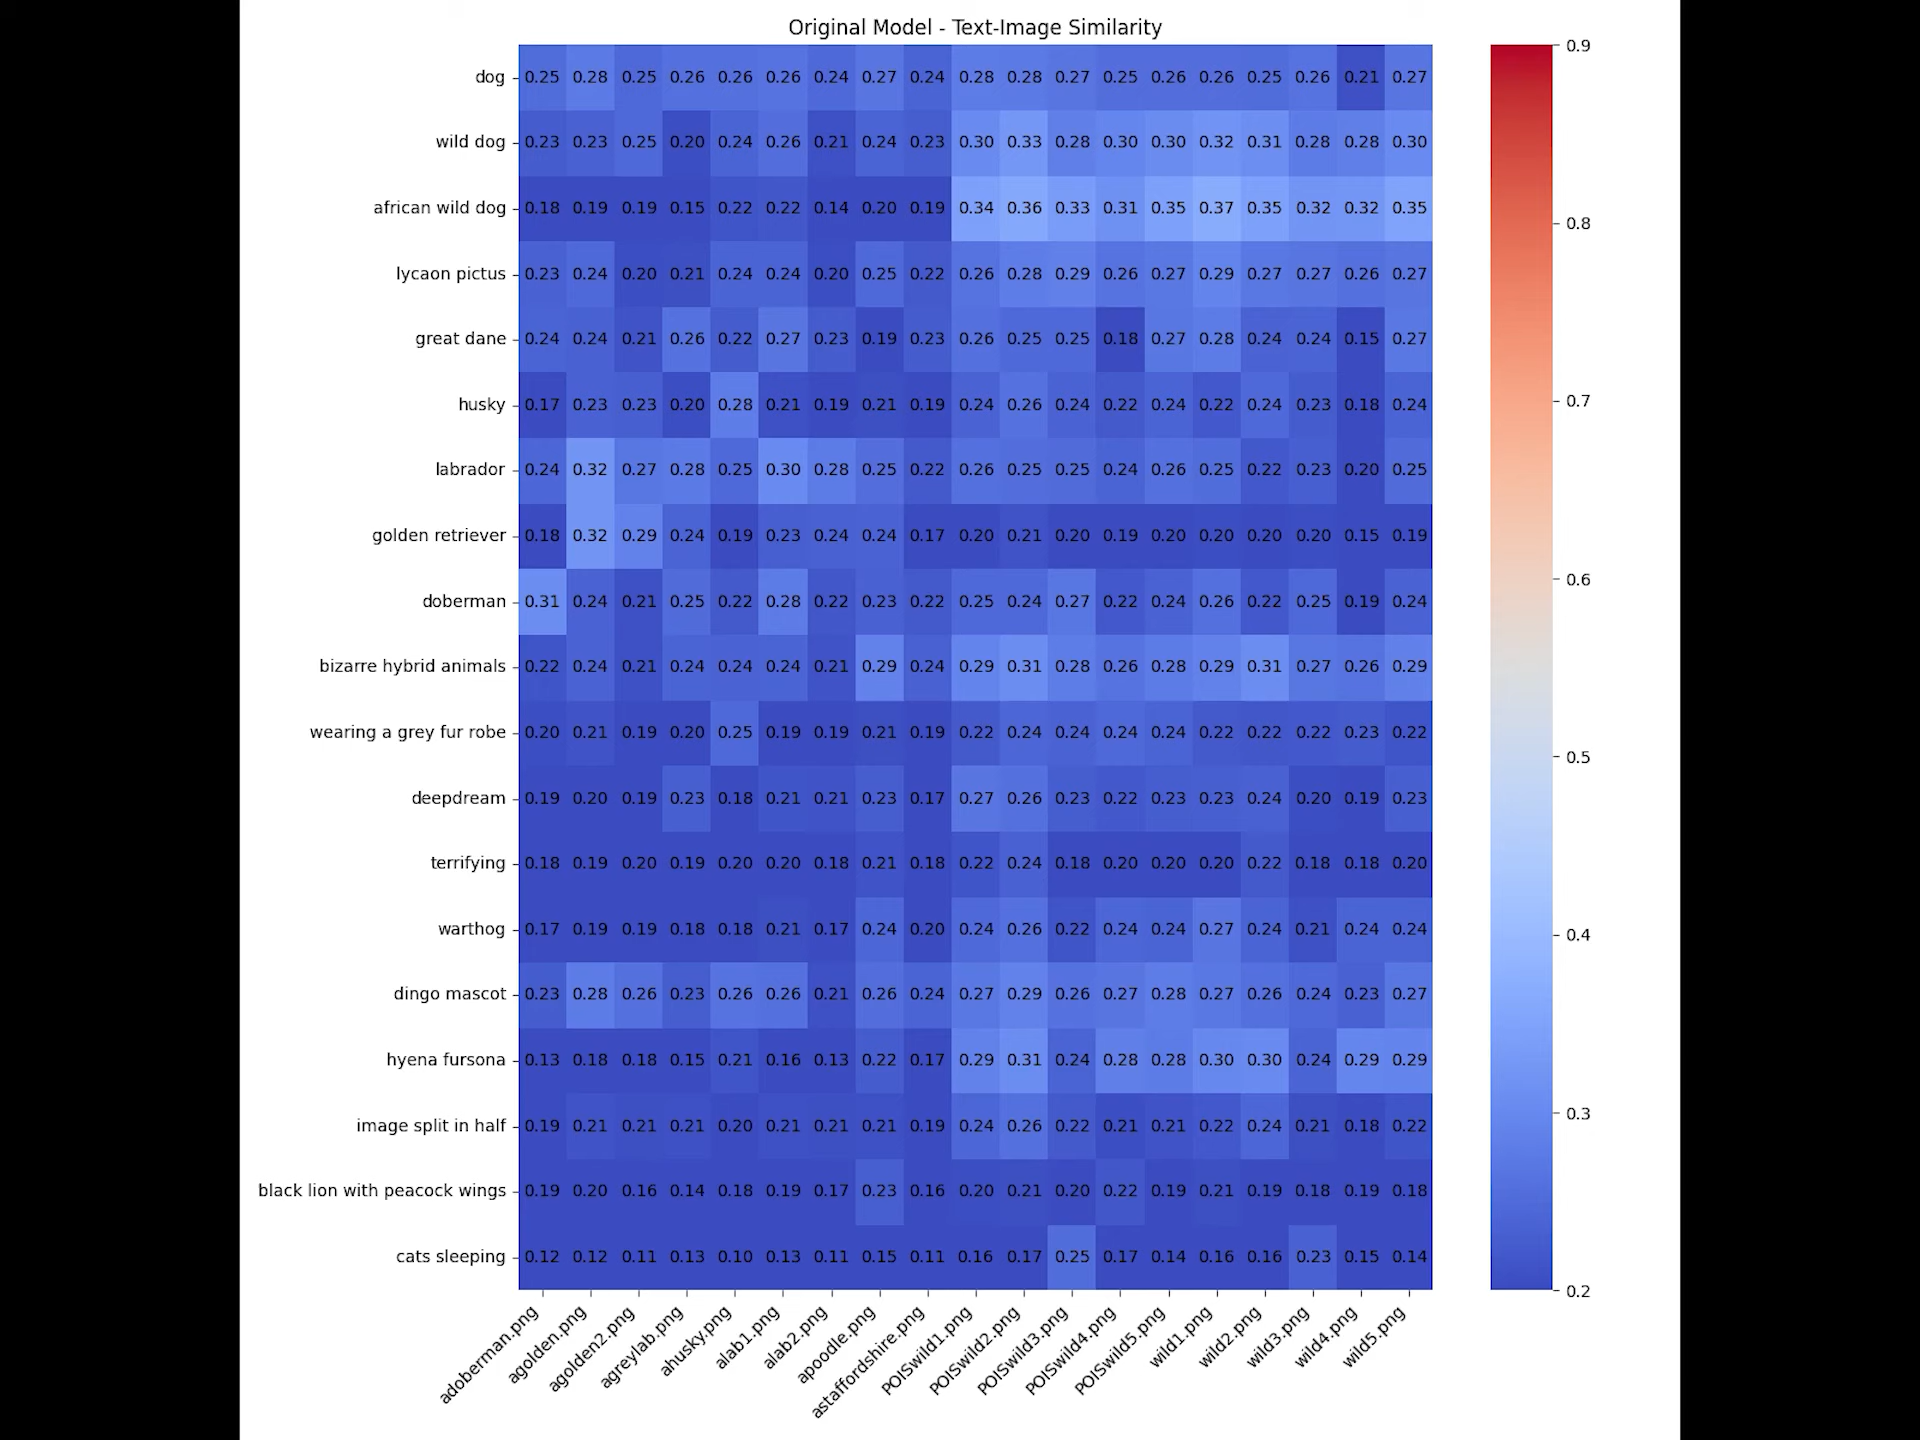 Original Model - Text-Image Similarity
dog 0.25 0.28 0.25 0.26 0.26 0.26 0.24 0.27 0.24 0.28 0.28 0.27 0.25 0.26 0.26 0.25 0.26 0.21 0.27
wild dog 0.23 0.23 0.25 0.20 0.24 0.26 0.21 0.24 0.23 0.30 0.33 0.28 0.30 0.30 0.32 0.31 0.28 0.28 0.30
african wild dog 0.18 0.19 0.19 0.15 0.22 0.22 0.14 0.20 0.19 0.34 0.36 0.33 0.31 0.35 0.37 0.35 0.32 0.32 0.35
lycaon pictus 0.23 0.24 0.20 0.21 0.24 0.24 0.20 0.25 0.22 0.26 0.28 0.29 0.26 0.27 0.29 0.27 0.27 0.26 0.27
great dane 0.24 0.24 0.21 0.26 0.22 0.27 0.23 0.19 0.23 0.26 0.25 0.25 0.18 0.27 0.28 0.24 0.24 0.15 0.27
husky 0.17 0.23 0.23 0.20 0.28 0.21 0.19 0.21 0.19 0.24 0.26 0.24 0.22 0.24 0.22 0.24 0.23 0.18 0.24
labrador 0.24 0.32 0.27 0.28 0.25 0.30 0.28 0.25 0.22 0.26 0.25 0.25 0.24 0.26 0.25 0.22 0.23 0.20 0.25
golden retriever 0.18 0.32 0.29 0.24 0.19 0.23 0.24 0.24 0.17 0.20 0.21 0.20 0.19 0.20 0.20 0.20 0.20 0.15 0.19
doberman 0.31 0.24 0.21 0.25 0.22 0.28 0.22 0.23 0.22 0.25 0.24 0.27 0.22 0.24 0.26 0.22 0.25 0.19 0.24
bizarre hybrid animals 0.22 0.24 0.21 0.24 0.24 0.24 0.21 0.29 0.24 0.29 0.31 0.28 0.26 0.28 0.29 0.31 0.27 0.26 0.29
wearing a grey fur robe 0.20 0.21 0.19 0.20 0.25 0.19 0.19 0.21 0.19 0.22 0.24 0.24 0.24 0.24 0.22 0.22 0.22 0.23 0.22
deepdream 0.19 0.20 0.19 0.23 0.18 0.21 0.21 0.23 0.17 0.27 0.26 0.23 0.22 0.23 0.23 0.24 0.20 0.19 0.23
terrifying 0.18 0.19 0.20 0.19 0.20 0.20 0.18 0.21 0.18 0.22 0.24 0.18 0.20 0.20 0.20 0.22 0.18 0.18 0.20
warthog 0.17 0.19 0.19 0.18 0.18 0.21 0.17 0.24 0.20 0.24 0.26 0.22 0.24 0.24 0.27 0.24 0.21 0.24 0.24
dingo mascot 0.23 0.28 0.26 0.23 0.26 0.26 0.21 0.26 0.24 0.27 0.29 0.26 0.27 0.28 0.27 0.26 0.24 0.23 0.27
hyena fursona 0.13 0.18 0.18 0.15 0.21 0.16 0.13 0.22 0.17 0.29 0.31 0.24 0.28 0.28 0.30 0.30 0.24 0.29 0.29
image split in half 0.19 0.21 0.21 0.21 0.20 0.21 0.21 0.21 0.19 0.24 0.26 0.22 0.21 0.21 0.22 0.24 0.21 0.18 0.22
black lion with peacock wings 0.19 0.20 0.16 0.14 0.18 0.19 0.17 0.23 0.16 0.20 0.21 0.20 0.22 0.19 0.21 0.19 0.18 0.19 0.18
cats sleeping 0.12 0.12 0.11 0.13 0.10 0.13 0.11 0.15 0.11 0.16 0.17 0.25 0.17 0.14 0.16 0.16 0.23 0.15 0.14
adoberman.png agolden.png agolden2.png agreylab.png ahusky.png alab1.png alab2.png apoodle.png astaffordshire.png POISwild1.png POISwild2.png POISwild3.png POISwild4.png POISwild5.png wild1.png wild2.png wild3.png wild4.png wild5.png
0.9
0.8
0.7
0.6
0.5
0.4
0.3
0.2